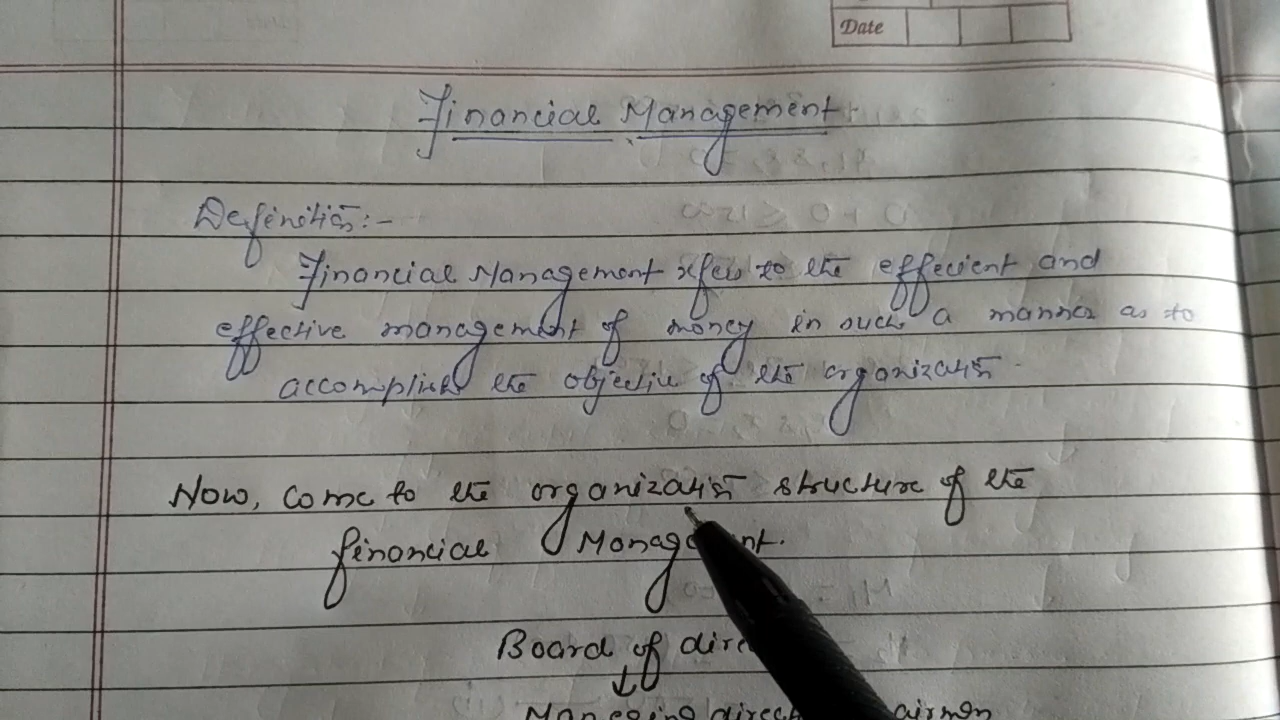 Date
Financial Management
Definition:-
Financial Management refers to the effecient and
effective management of money in such a manner as to
accomplish the objective of the organization.
Now, come to the organization structure of the
financial Management.
Board of
Managing